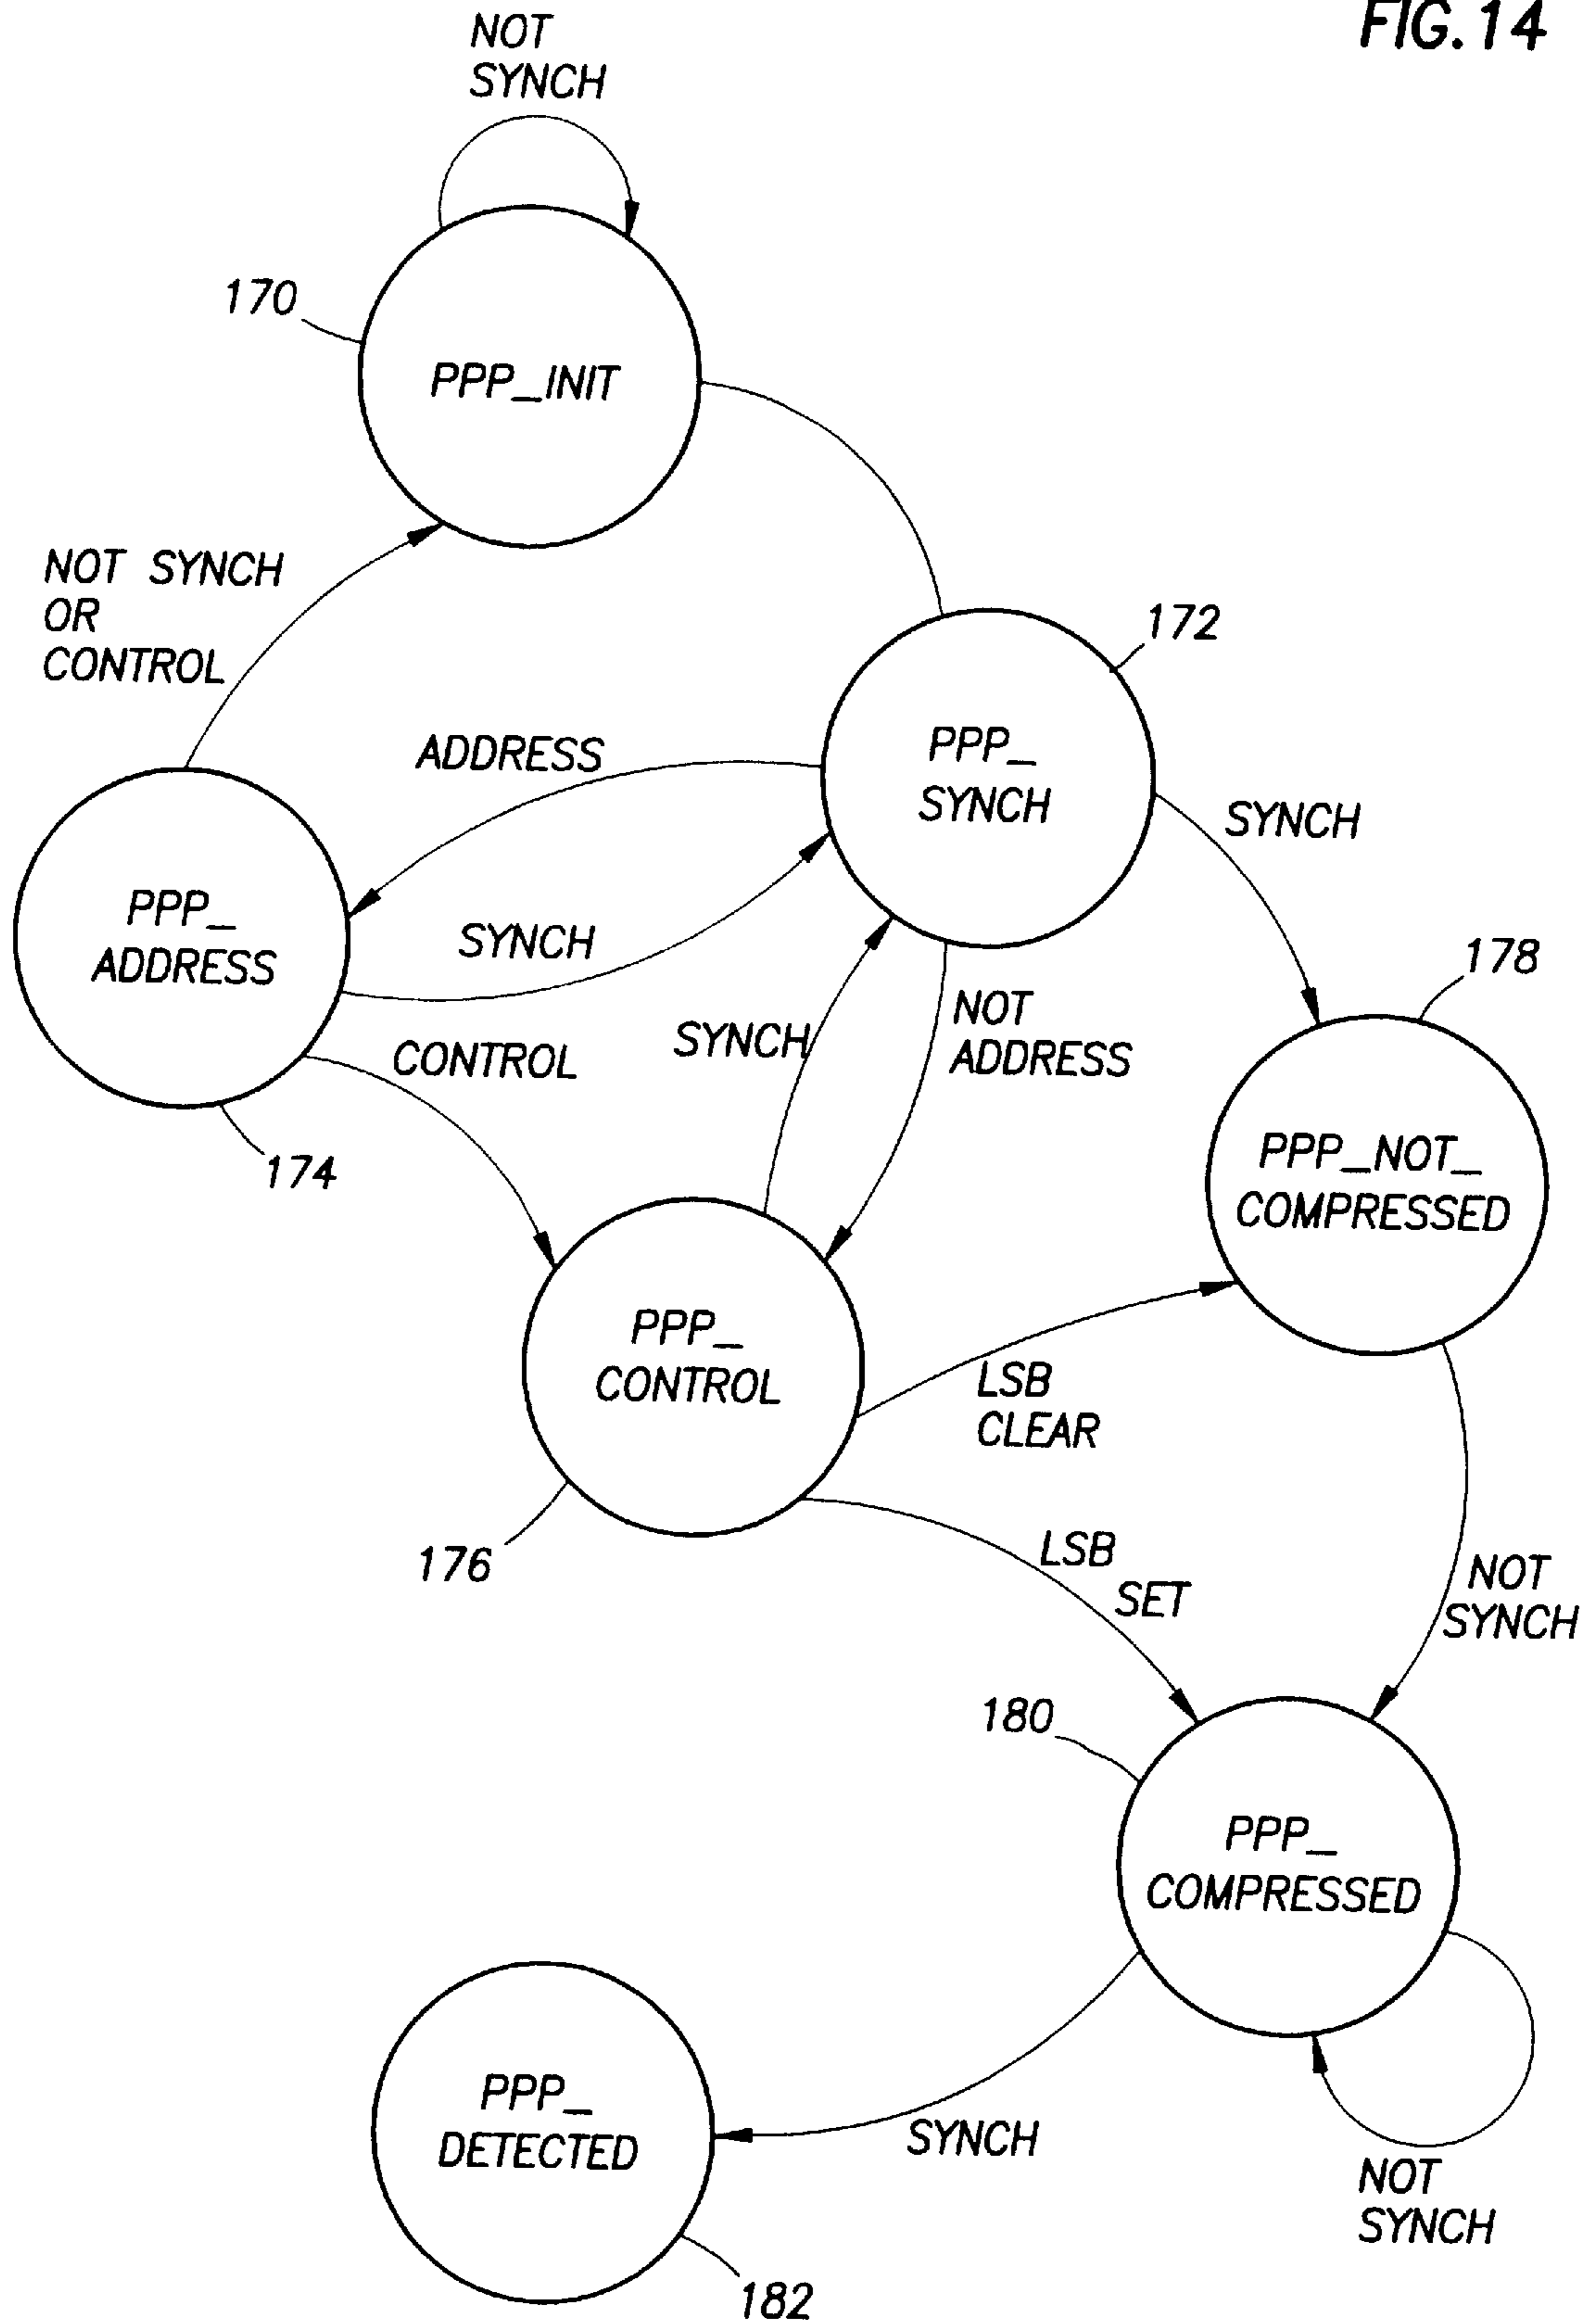 FIG.14
NOT
SYNCH
170
PPP_INIT
NOT SYNCH
OR
CONTROL
172
ADDRESS
PPP_
SYNCH
SYNCH
PPP_
ADDRESS
SYNCH
178
SYNCH
NOT
ADDRESS
CONTROL
174
PPP_NOT_
COMPRESSED
PPP_
CONTROL
LSB
CLEAR
176
LSB
SET
NOT
SYNCH
180
PPP_
COMPRESSED
PPP_
DETECTED
SYNCH
NOT
SYNCH
182